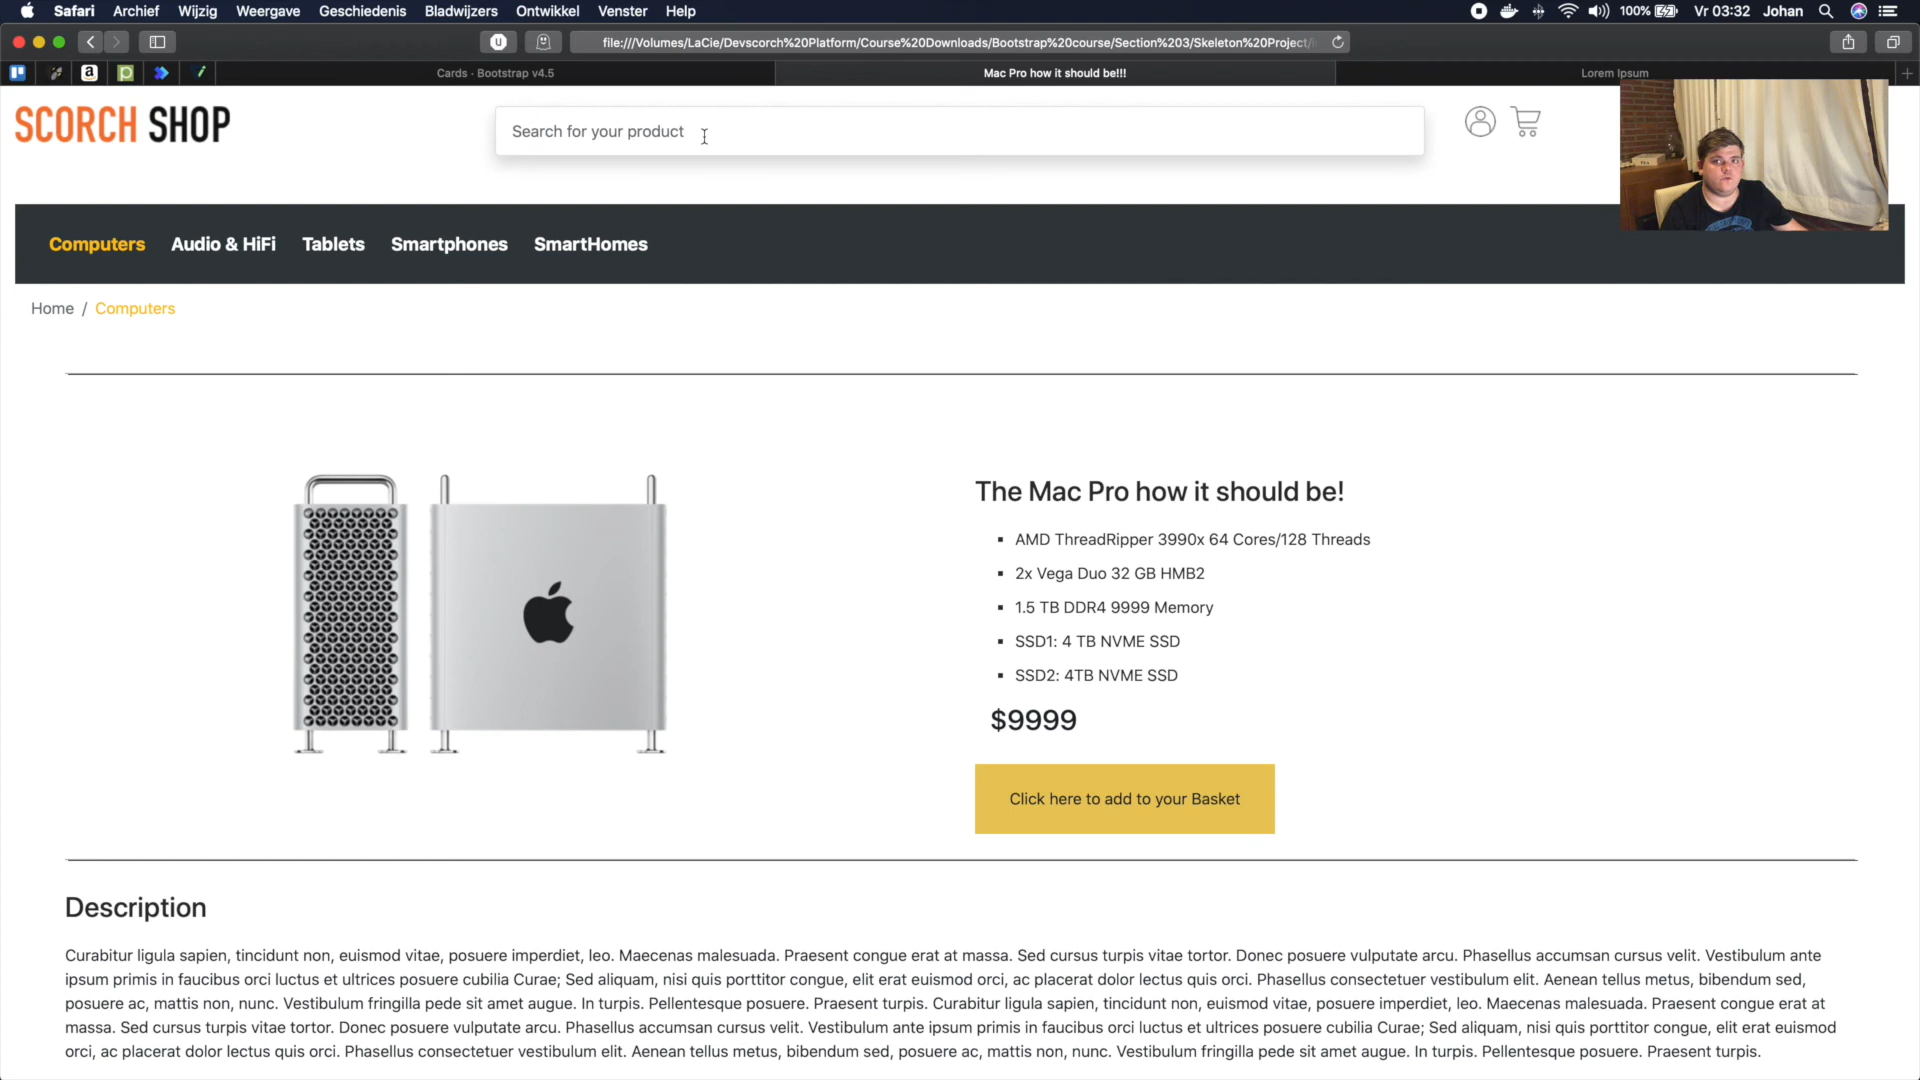 Safari Archief Wijzig Weergave Geschiedenis Bladwijzers Ontwikkel Venster Help 100% Vr 03:32 Johan
file:///Volumes/LaCie/Devscorch%20Platform/Course%20Downloads/Bootstrap%20course/Section%203/Skeleton%20Project/
Cards · Bootstrap v4.5 Mac Pro how it should be!!! Lorem Ipsum
SCORCH SHOP
Search for your product
Computers Audio & HiFi Tablets Smartphones SmartHomes
Home / Computers
The Mac Pro how it should be!
AMD ThreadRipper 3990x 64 Cores/128 Threads
2x Vega Duo 32 GB HMB2
1.5 TB DDR4 9999 Memory
SSD1: 4 TB NVME SSD
SSD2: 4TB NVME SSD
$9999
Click here to add to your Basket
Description
Curabitur ligula sapien, tincidunt non, euismod vitae, posuere imperdiet, leo. Maecenas malesuada. Praesent congue erat at massa. Sed cursus turpis vitae tortor. Donec posuere vulputate arcu. Phasellus accumsan cursus velit. Vestibulum ante
ipsum primis in faucibus orci luctus et ultrices posuere cubilia Curae; Sed aliquam, nisi quis porttitor congue, elit erat euismod orci, ac placerat dolor lectus quis orci. Phasellus consectetuer vestibulum elit. Aenean tellus metus, bibendum sed,
posuere ac, mattis non, nunc. Vestibulum fringilla pede sit amet augue. In turpis. Pellentesque posuere. Praesent turpis. Curabitur ligula sapien, tincidunt non, euismod vitae, posuere imperdiet, leo. Maecenas malesuada. Praesent congue erat at
massa. Sed cursus turpis vitae tortor. Donec posuere vulputate arcu. Phasellus accumsan cursus velit. Vestibulum ante ipsum primis in faucibus orci luctus et ultrices posuere cubilia Curae; Sed aliquam, nisi quis porttitor congue, elit erat euismod
orci, ac placerat dolor lectus quis orci. Phasellus consectetuer vestibulum elit. Aenean tellus metus, bibendum sed, posuere ac, mattis non, nunc. Vestibulum fringilla pede sit amet augue. In turpis. Pellentesque posuere. Praesent turpis.